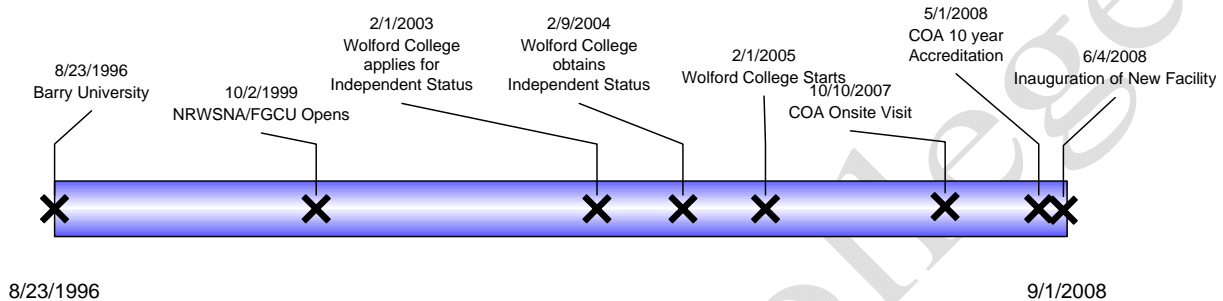 8/23/1996
Barry University
10/2/1999
NRWSNA/FGCU Opens
2/1/2003
Wolford College
applies for
Independent Status
2/9/2004
Wolford College
obtains
Independent Status
2/1/2005
Wolford College Starts
10/10/2007
COA Onsite Visit
5/1/2008
COA 10 year
Accreditation
6/4/2008
Inauguration of New Facility
8/23/1996
9/1/2008
ollege